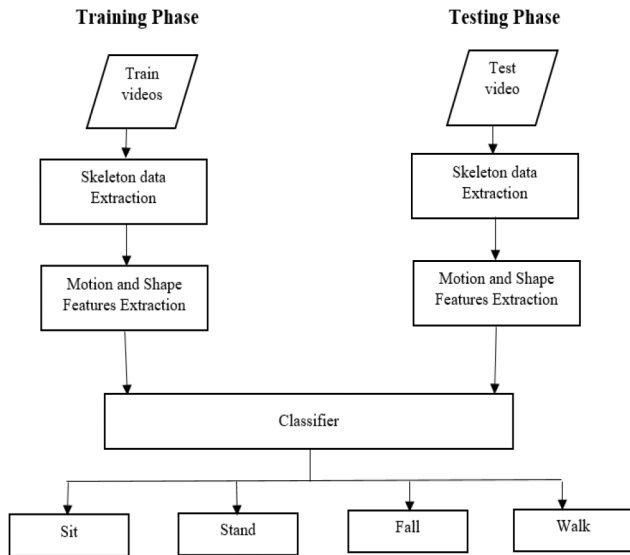 Training Phase
Testing Phase
Train
videos
Test
video
Skeleton data
Extraction
Skeleton data
Extraction
Motion and Shape
Features Extraction
Motion and Shape
Features Extraction
Classifier
Sit
Stand
Fall
Walk